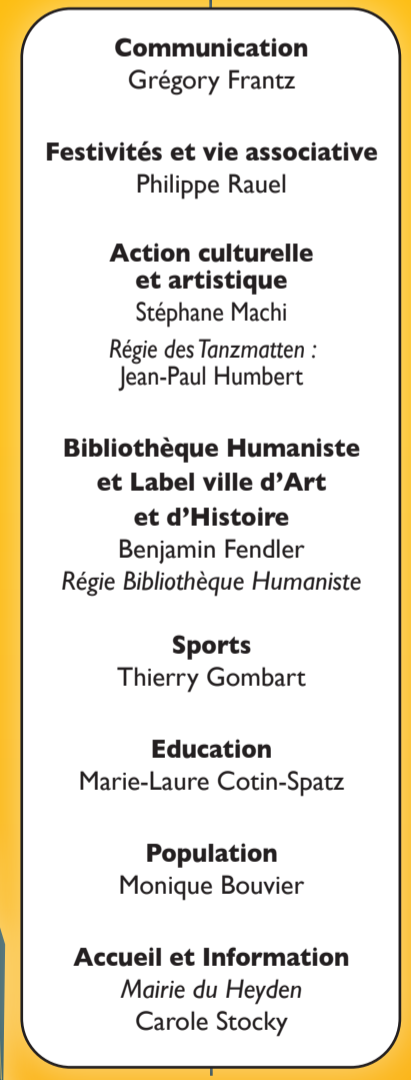 Communication
Grégory Frantz
Festivités et vie associative
Philippe Rauel
Action culturelle
et artistique
Stéphane Machi
Régie des Tanzmatten :
Jean-Paul Humbert
Bibliothèque Humaniste
et Label ville d’Art
et d’Histoire
Benjamin Fendler
Régie Bibliothèque Humaniste
Sports
Thierry Gombart
Education
Marie-Laure Cotin-Spatz
Population
Monique Bouvier
Accueil et Information
Mairie du Heyden
Carole Stocky